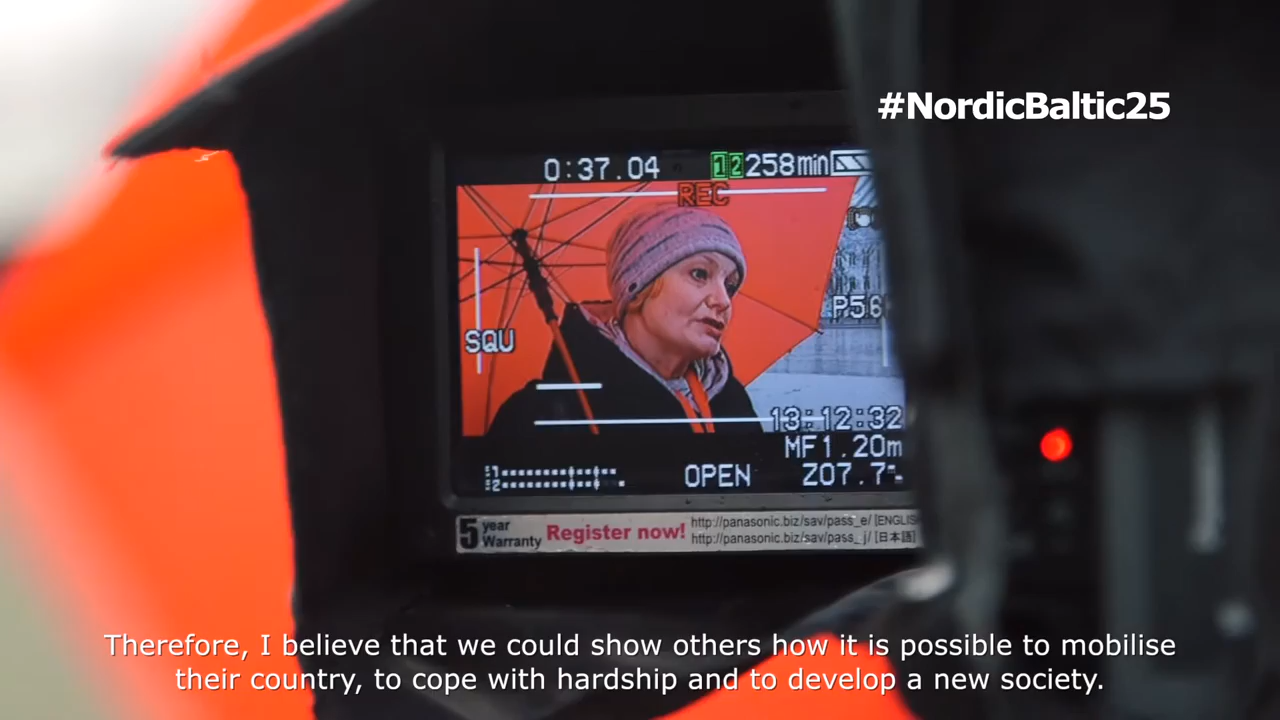 #NordicBaltic25
0:37.04 12 258min
REC
P56
SQU
13:12:32
MF1.20m
OPEN Z07.7
5 year Warranty Register now! http://panasonic.biz/sav/pass_e/ [ENGLIS
http://panasonic.biz/sav/pass_j/ [日本語]
Therefore, I believe that we could show others how it is possible to mobilise
their country, to cope with hardship and to develop a new society.